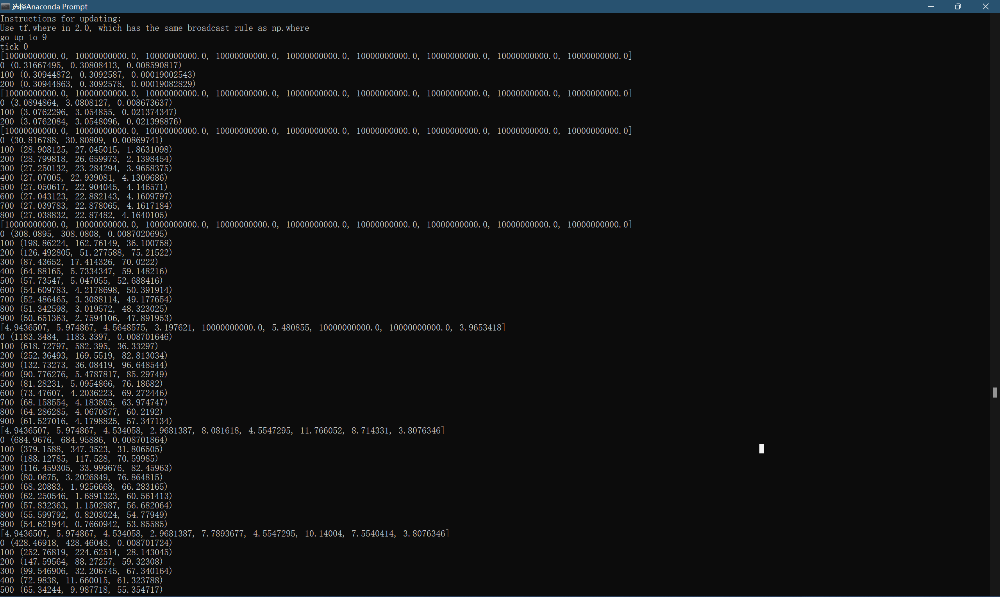 选择Anaconda Prompt
Instructions for updating:
Use tf.where in 2.0, which has the same broadcast rule as np.where
go up to 9
tick 0
[10000000000.0, 10000000000.0, 10000000000.0, 10000000000.0, 10000000000.0, 10000000000.0, 10000000000.0, 10000000000.0, 10000000000.0]
0 (0.31667495, 0.30808413, 0.008590817)
100 (0.30944872, 0.3092587, 0.00019002543)
200 (0.30944863, 0.3092578, 0.00019082829)
[10000000000.0, 10000000000.0, 10000000000.0, 10000000000.0, 10000000000.0, 10000000000.0, 10000000000.0, 10000000000.0, 10000000000.0]
0 (3.0894864, 3.0808127, 0.008673637)
100 (3.0762296, 3.054855, 0.021374347)
200 (3.0762084, 3.0548096, 0.021398876)
[10000000000.0, 10000000000.0, 10000000000.0, 10000000000.0, 10000000000.0, 10000000000.0, 10000000000.0, 10000000000.0, 10000000000.0]
0 (30.816788, 30.80809, 0.00869741)
100 (28.908125, 27.045015, 1.8631098)
200 (28.799818, 26.659973, 2.1398454)
300 (27.250132, 23.284294, 3.9658375)
400 (27.07005, 22.939081, 4.1309686)
500 (27.050617, 22.904045, 4.146571)
600 (27.043123, 22.882143, 4.1609797)
700 (27.039783, 22.878065, 4.1617184)
800 (27.038832, 22.87482, 4.1640105)
[10000000000.0, 10000000000.0, 10000000000.0, 10000000000.0, 10000000000.0, 10000000000.0, 10000000000.0, 10000000000.0, 10000000000.0]
0 (308.0895, 308.0808, 0.0087020695)
100 (198.86224, 162.76149, 36.100758)
200 (126.492805, 51.277588, 75.21522)
300 (87.43652, 17.414326, 70.0222)
400 (64.88165, 5.7334347, 59.148216)
500 (57.73547, 5.047055, 52.688416)
600 (54.609783, 4.2178698, 50.391914)
700 (52.486465, 3.3088114, 49.177654)
800 (51.342598, 3.019572, 48.323025)
900 (50.651363, 2.7594106, 47.891953)
[4.9436507, 5.974867, 4.5648575, 3.197621, 10000000000.0, 5.480855, 10000000000.0, 10000000000.0, 3.9653418]
0 (1183.3484, 1183.3397, 0.008701646)
100 (618.72797, 582.395, 36.33297)
200 (252.36493, 169.5519, 82.813034)
300 (132.73273, 36.08419, 96.648544)
400 (90.776276, 5.4787817, 85.29749)
500 (81.28231, 5.0954866, 76.18682)
600 (73.47607, 4.2036223, 69.272446)
700 (68.158554, 4.183805, 63.974747)
800 (64.286285, 4.0670877, 60.2192)
900 (61.527016, 4.1798825, 57.347134)
[4.9436507, 5.974867, 4.534058, 2.9681387, 8.081618, 4.5547295, 11.766052, 8.714331, 3.8076346]
0 (684.9676, 684.95886, 0.008701864)
100 (379.1588, 347.3523, 31.806505)
200 (188.12785, 117.528, 70.59985)
300 (116.459305, 33.999676, 82.45963)
400 (80.0675, 3.2026849, 76.864815)
500 (68.20883, 1.9256668, 66.283165)
600 (62.250546, 1.6891323, 60.561413)
700 (57.832363, 1.1502987, 56.682064)
800 (55.599792, 0.8203024, 54.77949)
900 (54.621944, 0.7660942, 53.85585)
[4.9436507, 5.974867, 4.534058, 2.9681387, 7.7893677, 4.5547295, 10.14004, 7.5540414, 3.8076346]
0 (428.46918, 428.46048, 0.008701724)
100 (252.76819, 224.62514, 28.143045)
200 (147.59564, 88.27257, 59.32308)
300 (99.546906, 32.206745, 67.340164)
400 (72.9838, 11.660015, 61.323788)
500 (65.34244, 9.987718, 55.354717)